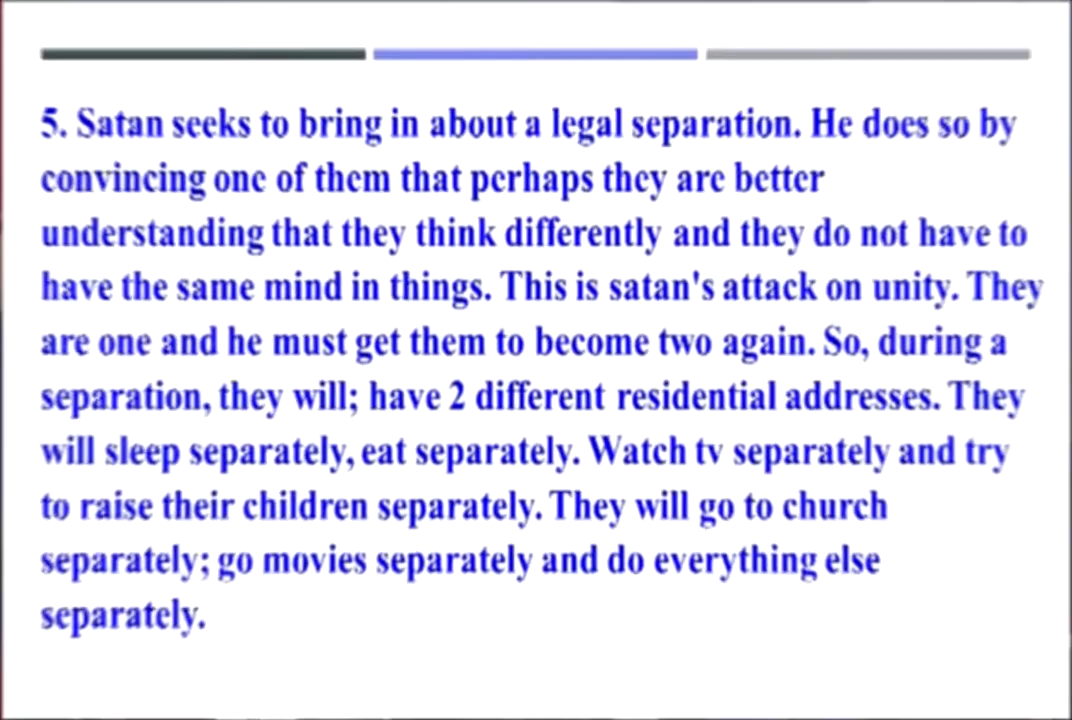 5. Satan seeks to bring in about a legal separation. He does so by
convincing one of them that perhaps they are better
understanding that they think differently and they do not have to
have the same mind in things. This is satan's attack on unity. They
are one and he must get them to become two again. So, during a
separation, they will; have 2 different residential addresses. They
will sleep separately, eat separately. Watch tv separately and try
to raise their children separately. They will go to church
separately; go movies separately and do everything else
separately.